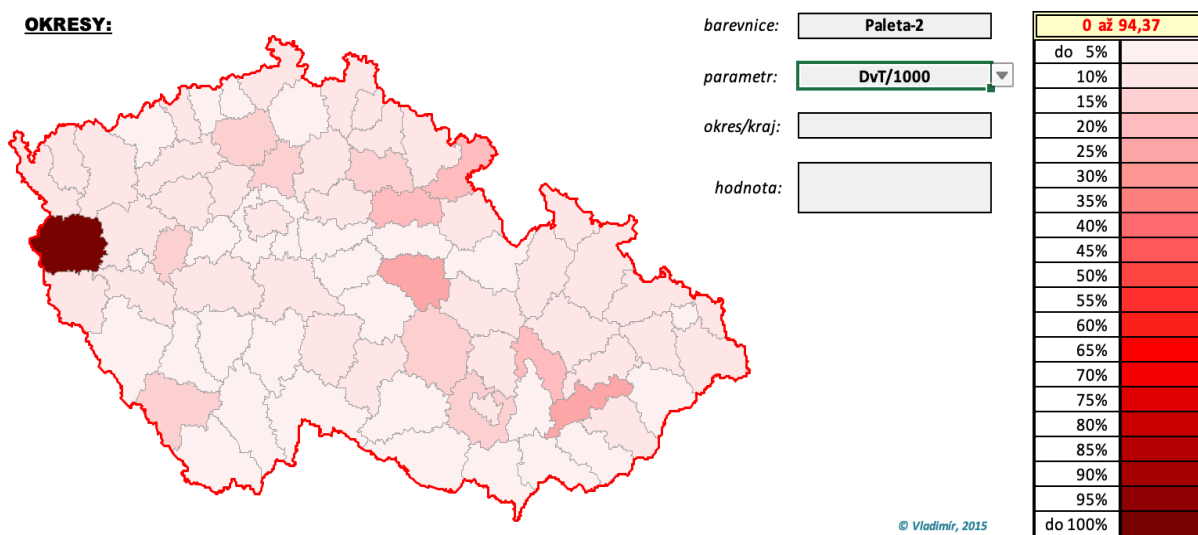 OKRESY:
barevnice: Paleta-2
parametr: DvT/1000
okres/kraj:
hodnota:
0 až 94,37
do 5%
10%
15%
20%
25%
30%
35%
40%
45%
50%
55%
60%
65%
70%
75%
80%
85%
90%
95%
do 100%
© Vladimír, 2015